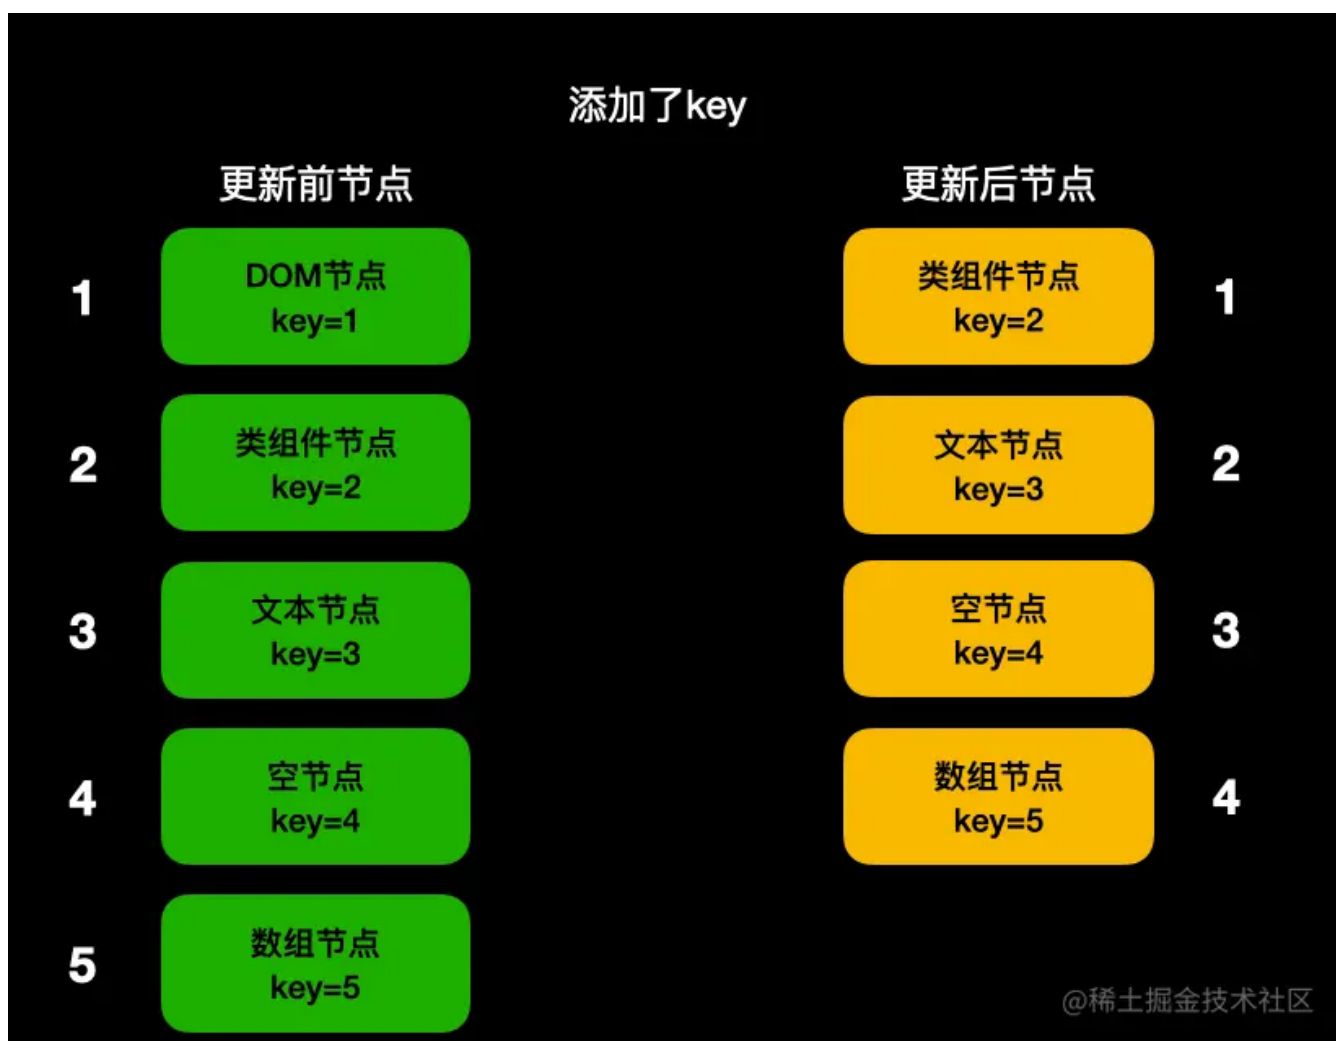 添加了key
更新前节点
更新后节点
1
DOM节点
key=1
类组件节点
key=2
1
2
类组件节点
key=2
文本节点
key=3
2
3
文本节点
key=3
空节点
key=4
3
4
空节点
key=4
数组节点
key=5
4
5
数组节点
key=5
@稀土掘金技术社区